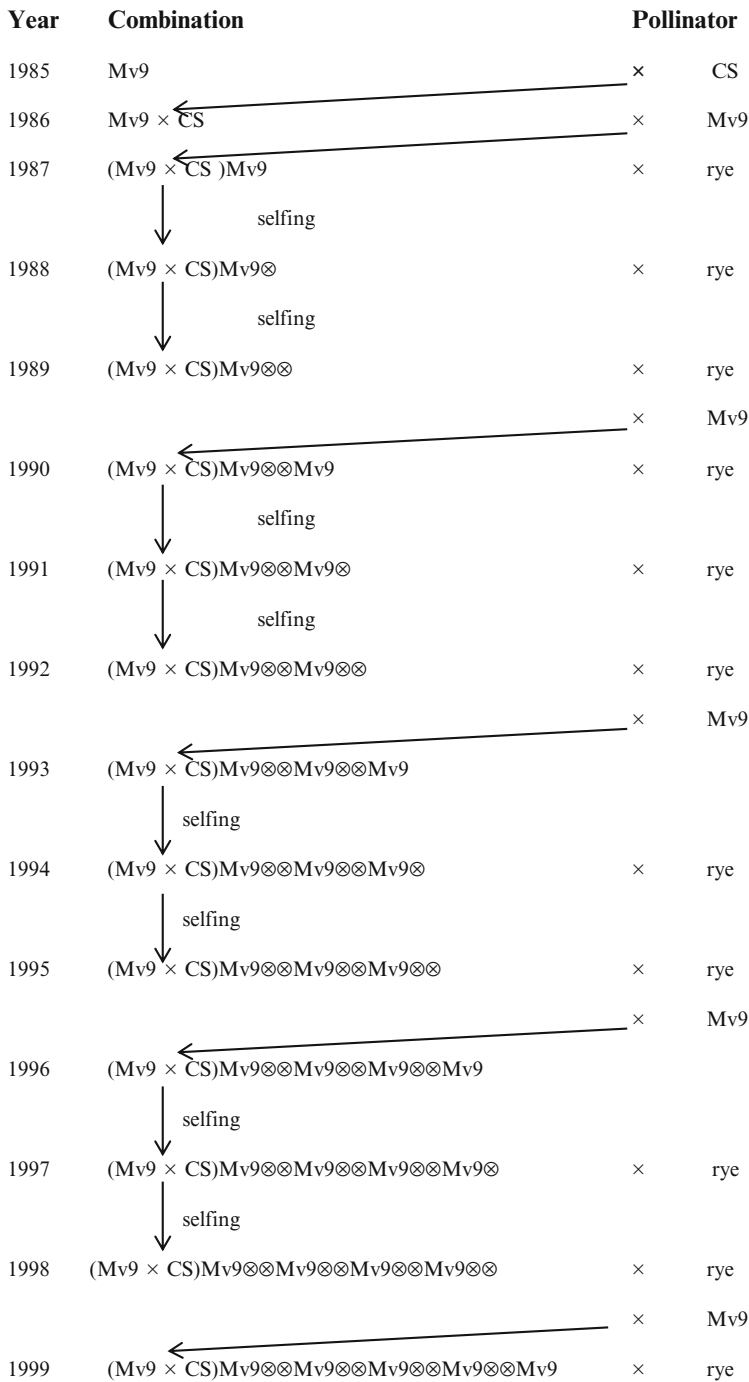 Year Combination Pollinator
1985 Mv9 × CS
1986 Mv9 × CS × Mv9
1987 (Mv9 × CS )Mv9 × rye
selfing
1988 (Mv9 × CS)Mv9⊗ × rye
selfing
1989 (Mv9 × CS)Mv9⊗⊗ × rye
× Mv9
1990 (Mv9 × CS)Mv9⊗⊗Mv9 × rye
selfing
1991 (Mv9 × CS)Mv9⊗⊗Mv9⊗ × rye
selfing
1992 (Mv9 × CS)Mv9⊗⊗Mv9⊗⊗ × rye
× Mv9
1993 (Mv9 × CS)Mv9⊗⊗Mv9⊗⊗Mv9
selfing
1994 (Mv9 × CS)Mv9⊗⊗Mv9⊗⊗Mv9⊗ × rye
selfing
1995 (Mv9 × CS)Mv9⊗⊗Mv9⊗⊗Mv9⊗⊗ × rye
× Mv9
1996 (Mv9 × CS)Mv9⊗⊗Mv9⊗⊗Mv9⊗⊗Mv9
selfing
1997 (Mv9 × CS)Mv9⊗⊗Mv9⊗⊗Mv9⊗⊗Mv9⊗ × rye
selfing
1998 (Mv9 × CS)Mv9⊗⊗Mv9⊗⊗Mv9⊗⊗Mv9⊗⊗ × rye
× Mv9
1999 (Mv9 × CS)Mv9⊗⊗Mv9⊗⊗Mv9⊗⊗Mv9⊗⊗Mv9 × rye